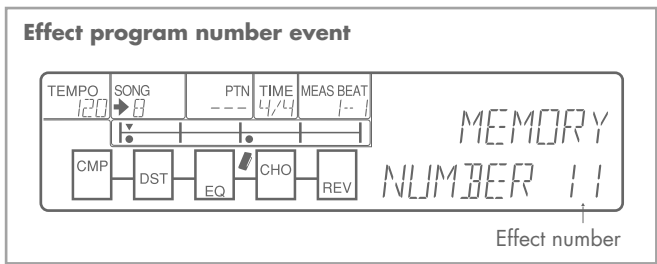 Effect program number event
TEMPO SONG PTN TIME MEAS BEAT
120 8 --- 4/4 1-- 1
MEMORY
CMP DST EQ CHO REV
NUMBER 11
Effect number